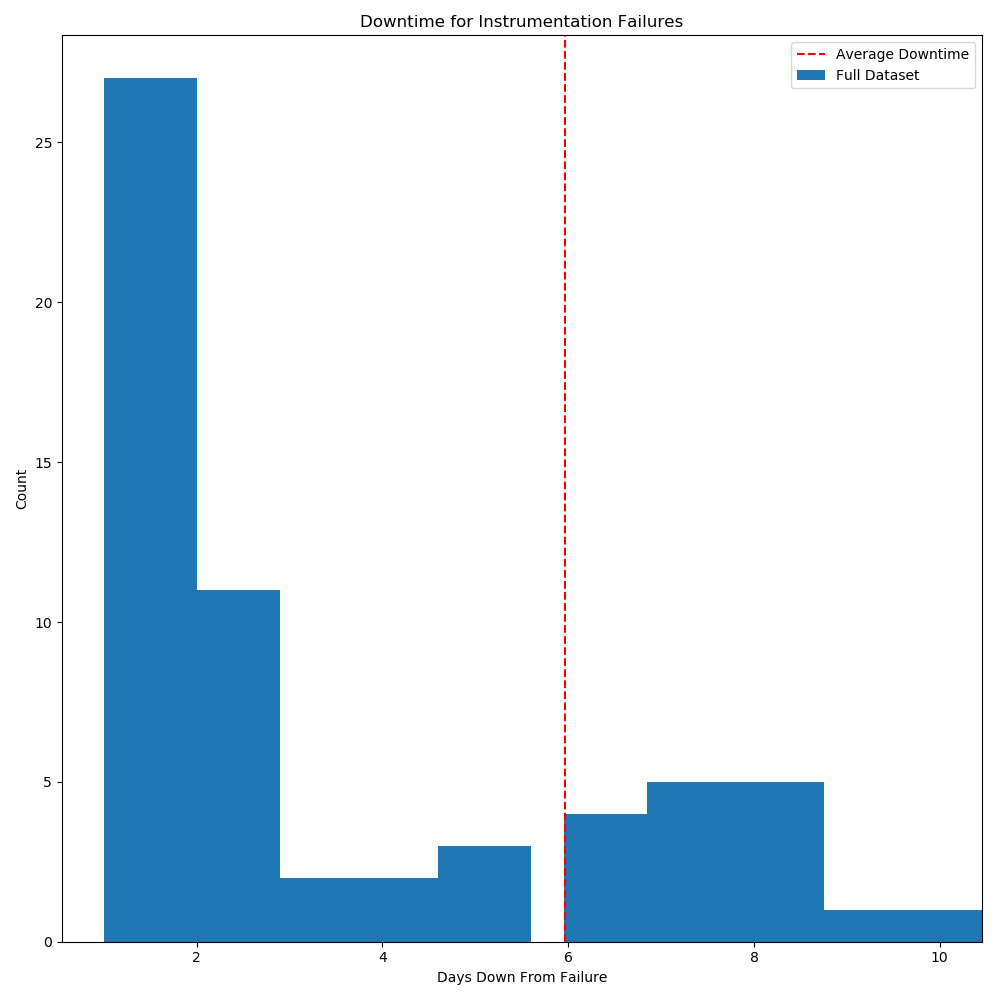 Downtime for Instrumentation Failures
Average Downtime
Full Dataset
25
20
15
10
5
0
Count
2
4
6
8
10
Days Down From Failure